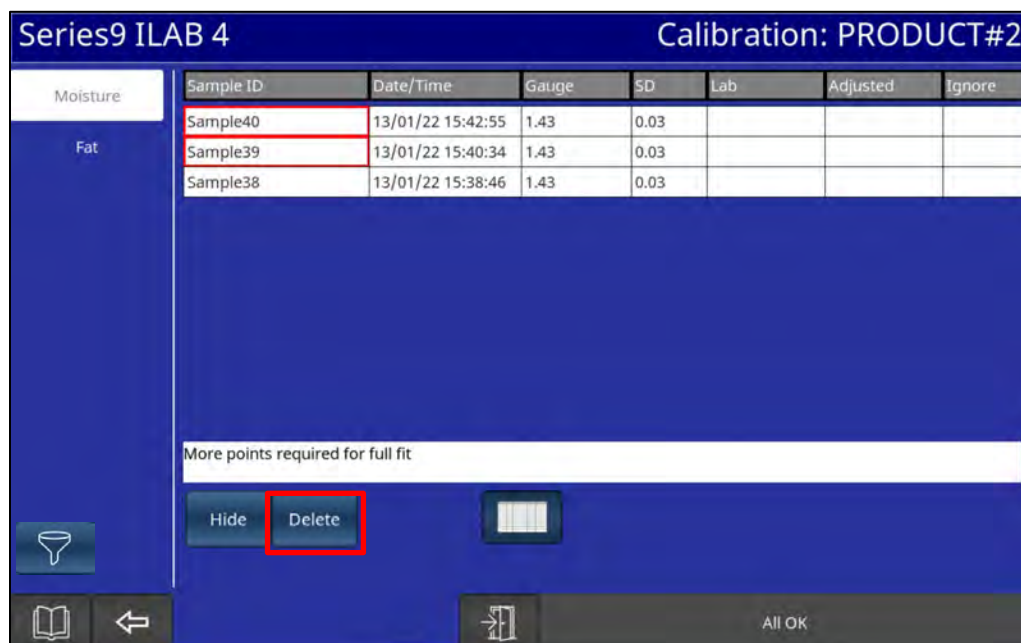 Series9 ILAB 4 Calibration: PRODUCT#2
Moisture
Fat
Sample ID Date/Time Gauge SD Lab Adjusted Ignore
Sample40 13/01/22 15:42:55 1.43 0.03
Sample39 13/01/22 15:40:34 1.43 0.03
Sample38 13/01/22 15:38:46 1.43 0.03
More points required for full fit
Hide Delete
All OK